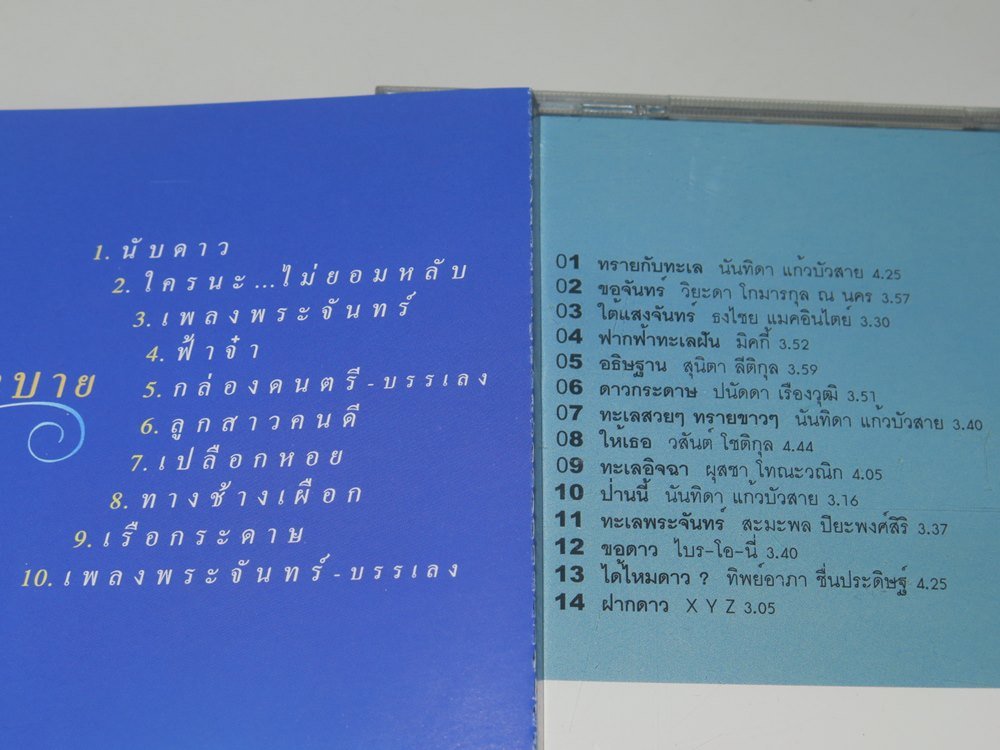 1. นับดาว
2. ใครนะ...ไม่ยอมหลับ
3. เพลงพระจันทร์
4. ฟ้าจ๋า
บาย
5. กล่องดนตรี - บรรเลง
6. ลูกสาวคนดี
7. เปลือกหอย
8. ทางช้างเผือก
9. เรือกระดาษ
10. เพลงพระจันทร์ - บรรเลง
01 ทรายกับทะเล นันทิดา แก้วบัวสาย 4.25
02 ขอจันทร์ วิยะดา โกมารกุล ณ นคร 3.57
03 ใต้แสงจันทร์ ธงไชย แมคอินไตย์ 3.30
04 ฟากฟ้าทะเลฝัน มิคกี้ 3.52
05 อธิษฐาน สุนิตา ลีติกุล 3.59
06 ดาวกระดาษ ปนัดดา เรืองวุฒิ 3.51
07 ทะเลสวยๆ ทรายขาวๆ นันทิดา แก้วบัวสาย 3.40
08 ให้เธอ วสันต์ โชติกุล 4.44
09 ทะเลอิจฉา ผุสชา โทณะวณิก 4.05
10 ป่านนี้ นันทิดา แก้วบัวสาย 3.16
11 ทะเลพระจันทร์ สะมะพล ปิยะพงศ์สิริ 3.37
12 ขอดาว ไบร-โอ-นี่ 3.40
13 ได้ไหมดาว ? ทิพย์อาภา ชื่นประดิษฐ์ 4.25
14 ฝากดาว X Y Z 3.05